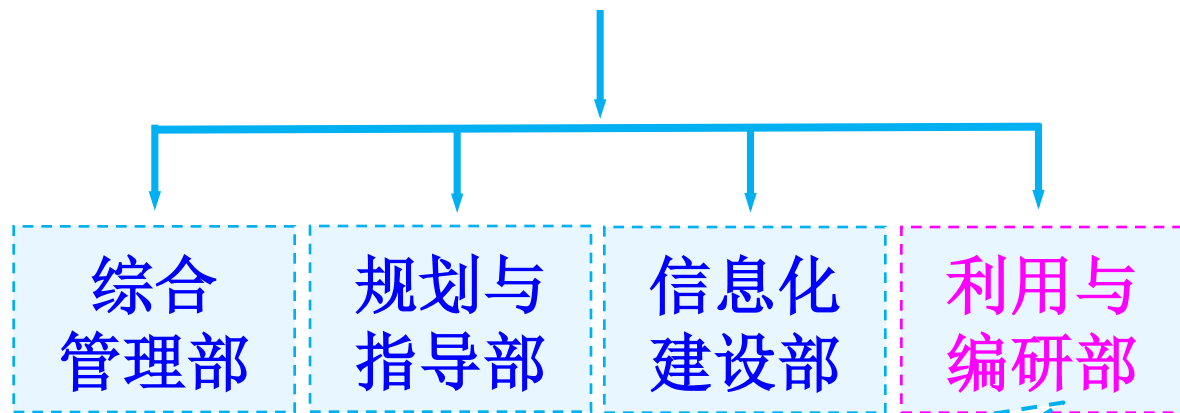 综合
管理部
规划与
指导部
信息化
建设部
利用与
编研部